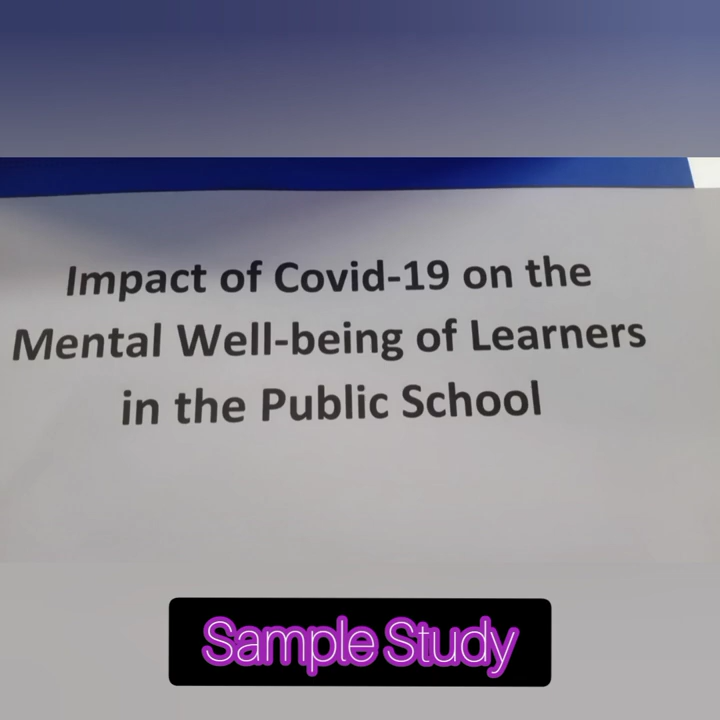 Impact of Covid-19 on the
Mental Well-being of Learners
in the Public School
Sample Study